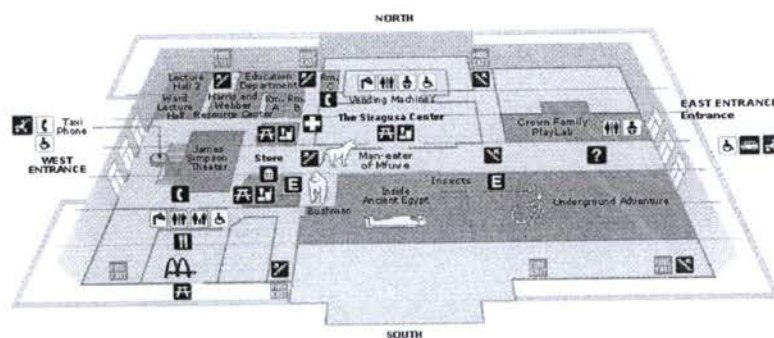 NORTH
Lecture
Hall 2
Education
Department
Rm.
C
Ward
Lecture
Hall
Harris and
Webber
Resource Center
Rm.
A
Rm.
B
Vending Machines
The Siragusa Center
Crown Family
PlayLab
EAST ENTRANCE
Entrance
Taxi
Phone
WEST
ENTRANCE
James
Simpson
Theater
Store
Man-eater
of Mfuwe
?
E
Bushman
Insects
E
Inside
Ancient Egypt
Underground Adventure
SOUTH